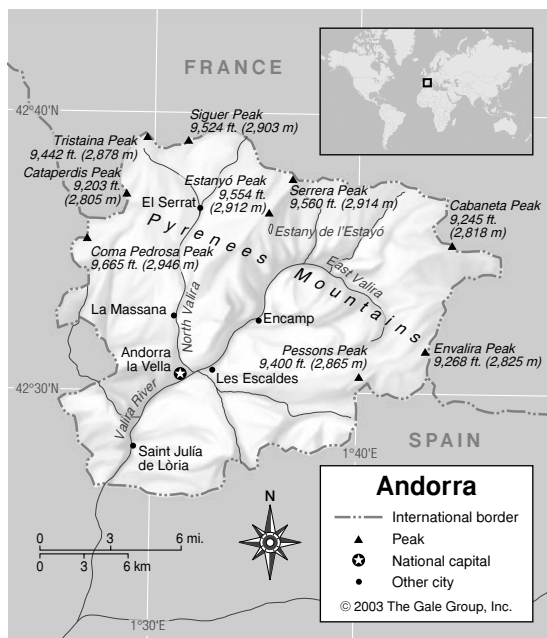 FRANCE
42°40'N
Siguer Peak
9,524 ft. (2,903 m)
Tristaina Peak
9,442 ft. (2,878 m)
Cataperdis Peak
9,203 ft.
(2,805 m)
Estanyó Peak
9,554 ft.
(2,912 m)
El Serrat
Serrera Peak
9,560 ft. (2,914 m)
Cabaneta Peak
9,245 ft.
(2,818 m)
Estany de l'Estayó
Coma Pedrosa Peak
9,665 ft. (2,946 m)
Pyrenees
Mountains
East Valira
North Valira
La Massana
Encamp
Andorra
la Vella
Pessons Peak
9,400 ft. (2,865 m)
Envalira Peak
9,268 ft. (2,825 m)
Les Escaldes
42°30'N
Valira River
Saint Julía
de Lòria
SPAIN
1°40'E
N
0 3 6 mi.
0 3 6 km
1°30'E
Andorra
International border
Peak
National capital
Other city
© 2003 The Gale Group, Inc.